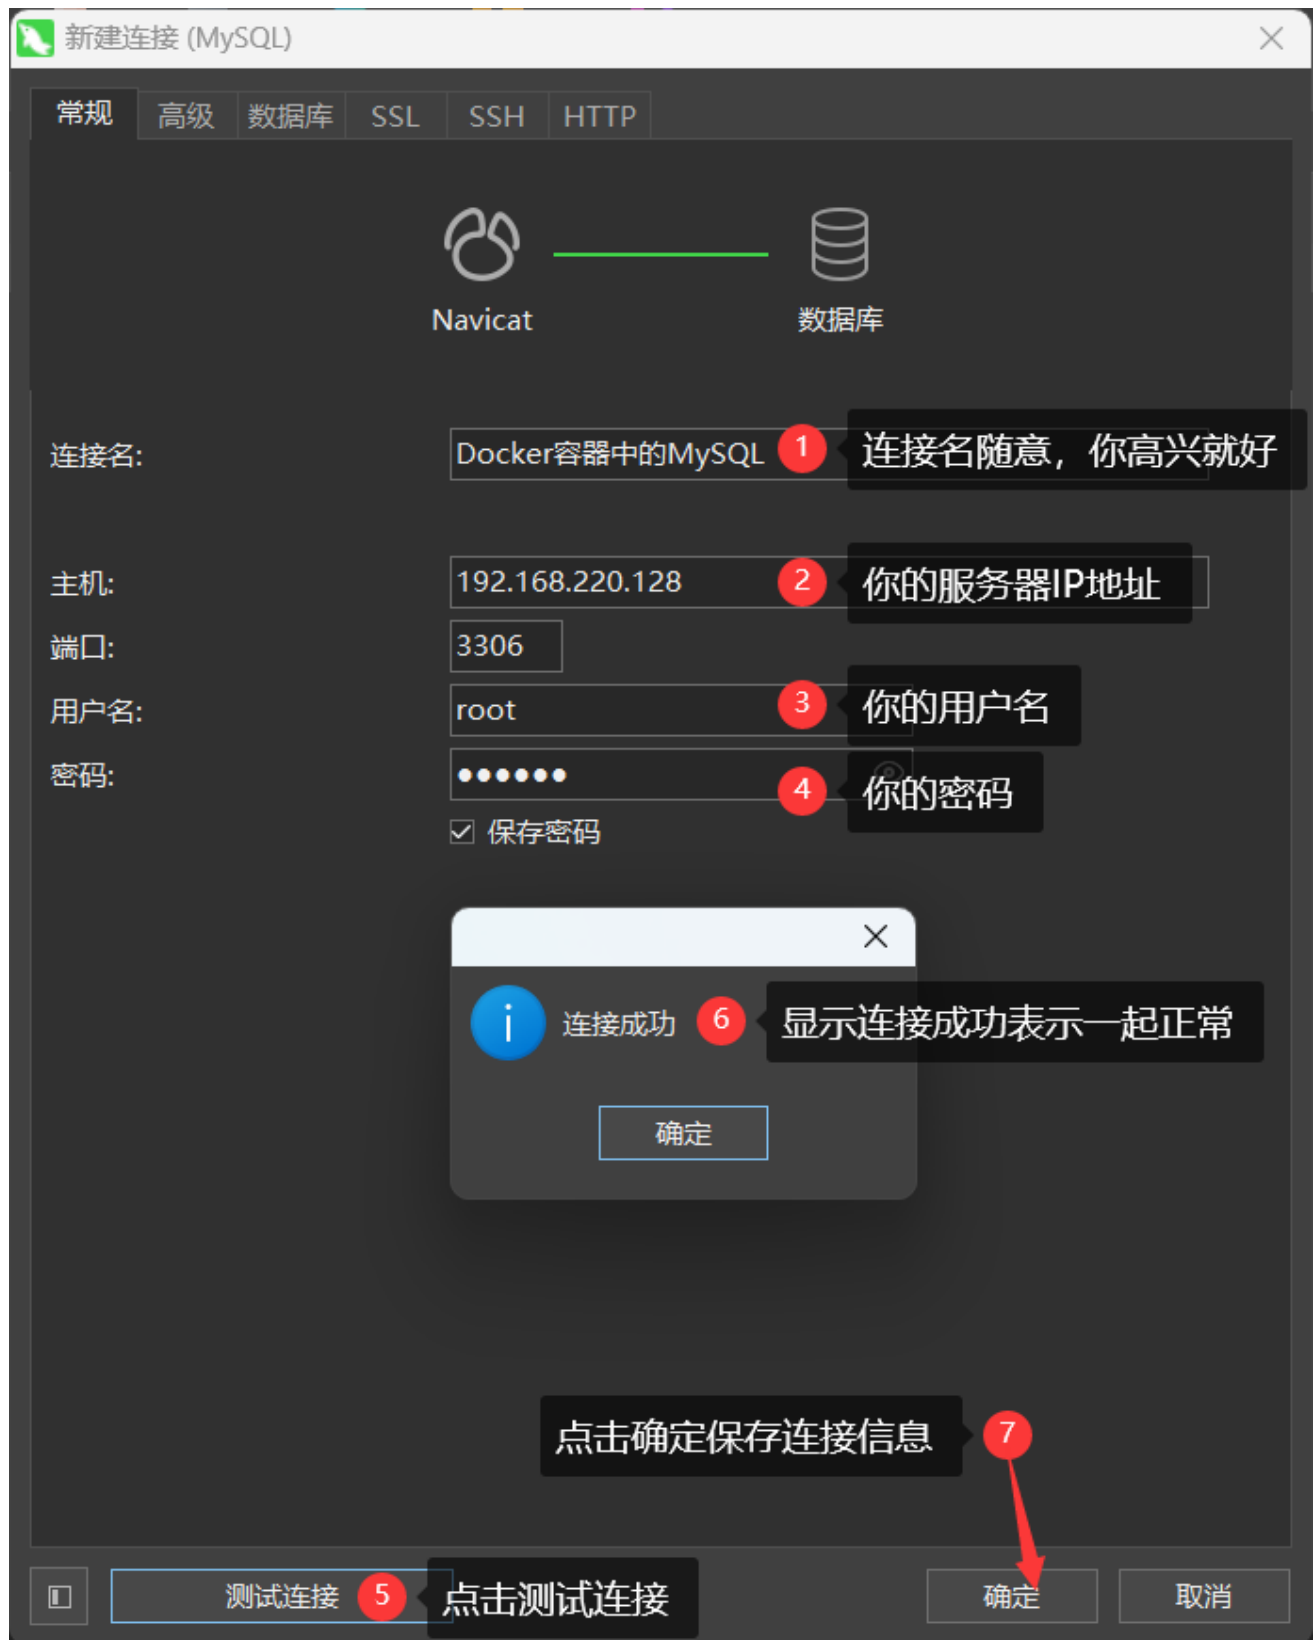 新建连接 (MySQL)
常规 高级 数据库 SSL SSH HTTP
Navicat 数据库
连接名: Docker容器中的MySQL 1 连接名随意，你高兴就好
主机: 192.168.220.128 2 你的服务器IP地址
端口: 3306
用户名: root 3 你的用户名
密码: ●●●●●● 4 你的密码
保存密码
连接成功 6 显示连接成功表示一起正常
确定
点击确定保存连接信息 7
测试连接 5 点击测试连接 确定 取消